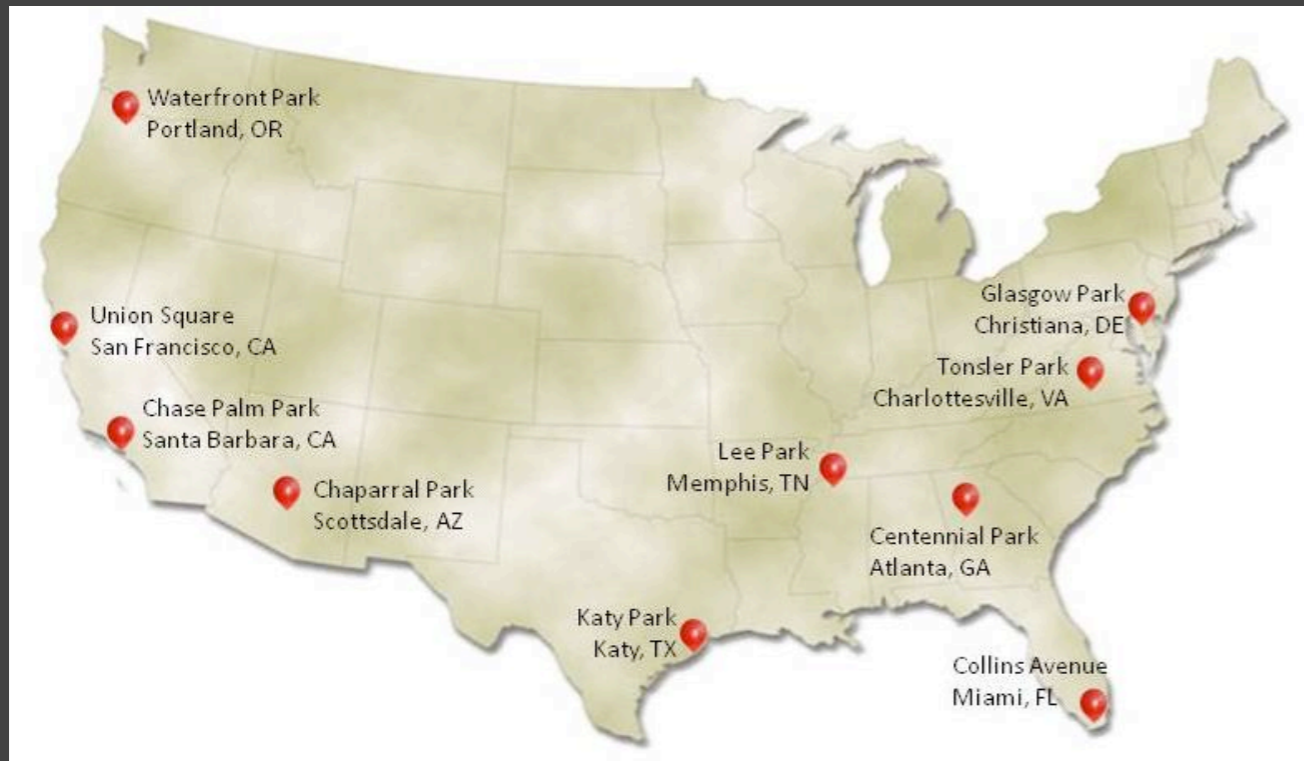 Waterfront Park
Portland, OR
Glasgow Park
Christiana, DE
Union Square
San Francisco, CA
Tonsler Park
Charlottesville, VA
Chase Palm Park
Santa Barbara, CA
Lee Park
Memphis, TN
Chaparral Park
Scottsdale, AZ
Centennial Park
Atlanta, GA
Katy Park
Katy, TX
Collins Avenue
Miami, FL